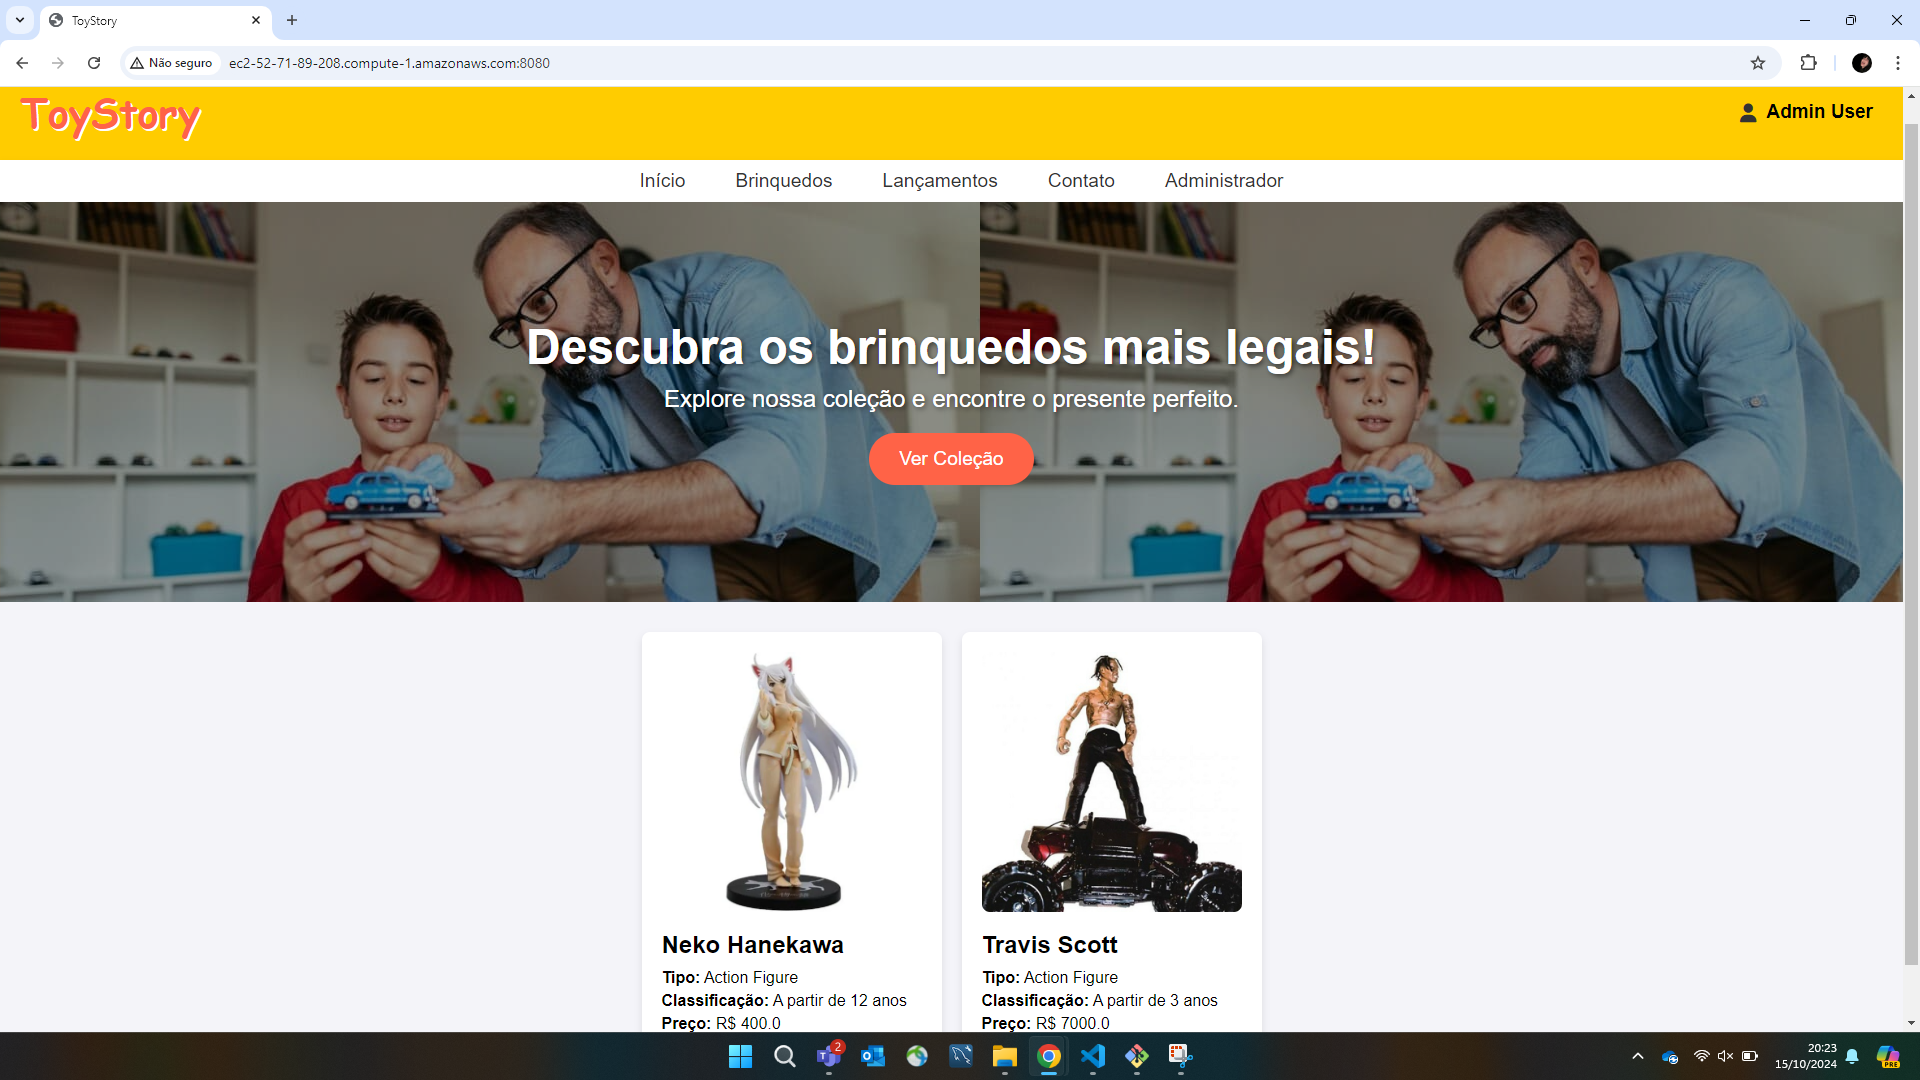 ToyStory
Não seguro
ec2-52-71-89-208.compute-1.amazonaws.com:8080
ToyStory
Admin User
Início Brinquedos Lançamentos Contato Administrador
Descubra os brinquedos mais legais!
Explore nossa coleção e encontre o presente perfeito.
Ver Coleção
Neko Hanekawa
Tipo: Action Figure
Classificação: A partir de 12 anos
Preço: R$ 400.0
Travis Scott
Tipo: Action Figure
Classificação: A partir de 3 anos
Preço: R$ 7000.0
2
20:23
15/10/2024
PRE